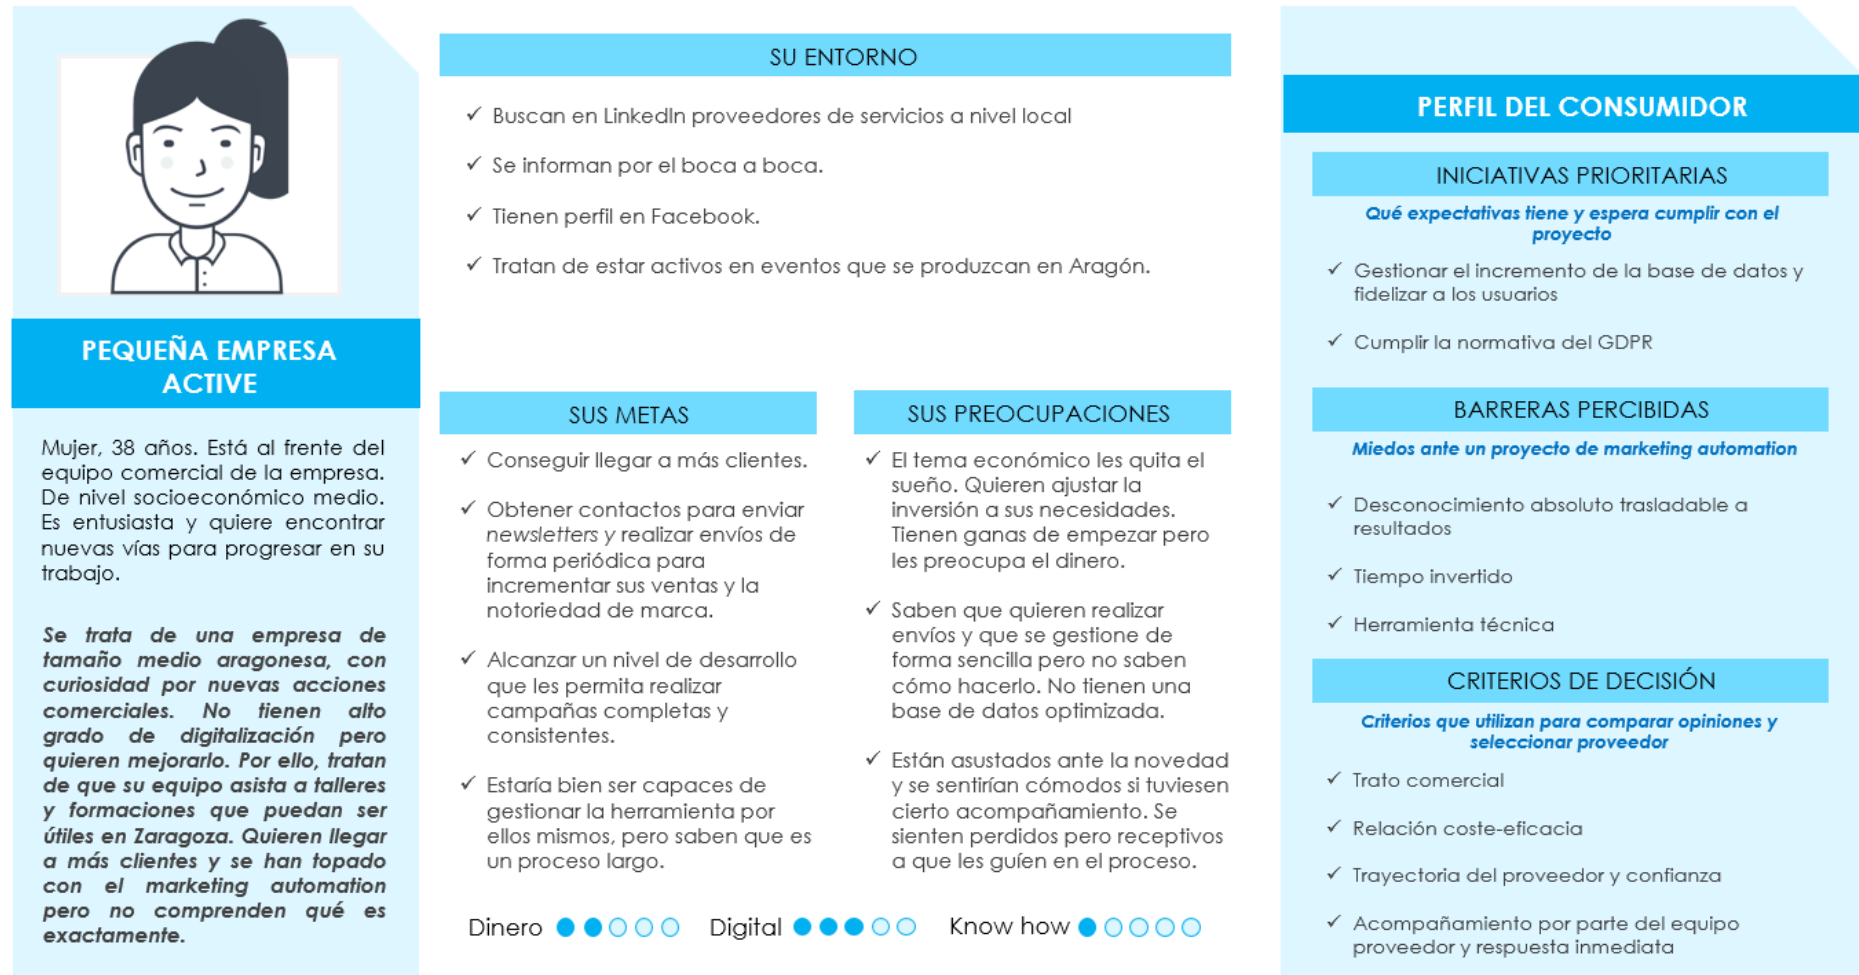 PEQUEÑA EMPRESA
ACTIVE
Mujer, 38 años. Está al frente del
equipo comercial de la empresa.
De nivel socioeconómico medio.
Es entusiasta y quiere encontrar
nuevas vías para progresar en su
trabajo.
Se trata de una empresa de
tamaño medio aragonesa, con
curiosidad por nuevas acciones
comerciales. No tienen alto
grado de digitalización pero
quieren mejorarlo. Por ello, tratan
de que su equipo asista a talleres
y formaciones que puedan ser
útiles en Zaragoza. Quieren llegar
a más clientes y se han topado
con el marketing automation
pero no comprenden qué es
exactamente.
SU ENTORNO
✓ Buscan en LinkedIn proveedores de servicios a nivel local
✓ Se informan por el boca a boca.
✓ Tienen perfil en Facebook.
✓ Tratan de estar activos en eventos que se produzcan en Aragón.
SUS METAS
✓ Conseguir llegar a más clientes.
✓ Obtener contactos para enviar
newsletters y realizar envíos de
forma periódica para
incrementar sus ventas y la
notoriedad de marca.
✓ Alcanzar un nivel de desarrollo
que les permita realizar
campañas completas y
consistentes.
✓ Estaría bien ser capaces de
gestionar la herramienta por
ellos mismos, pero saben que es
un proceso largo.
SUS PREOCUPACIONES
✓ El tema económico les quita el
sueño. Quieren ajustar la
inversión a sus necesidades.
Tienen ganas de empezar pero
les preocupa el dinero.
✓ Saben que quieren realizar
envíos y que se gestione de
forma sencilla pero no saben
cómo hacerlo. No tienen una
base de datos optimizada.
✓ Están asustados ante la novedad
y se sentirían cómodos si tuviesen
cierto acompañamiento. Se
sienten perdidos pero receptivos
a que les guíen en el proceso.
Dinero Digital Know how
PERFIL DEL CONSUMIDOR
INICIATIVAS PRIORITARIAS
Qué expectativas tiene y espera cumplir con el
proyecto
✓ Gestionar el incremento de la base de datos y
fidelizar a los usuarios
✓ Cumplir la normativa del GDPR
BARRERAS PERCIBIDAS
Miedos ante un proyecto de marketing automation
✓ Desconocimiento absoluto trasladable a
resultados
✓ Tiempo invertido
✓ Herramienta técnica
CRITERIOS DE DECISIÓN
Criterios que utilizan para comparar opiniones y
seleccionar proveedor
✓ Trato comercial
✓ Relación coste-eficacia
✓ Trayectoria del proveedor y confianza
✓ Acompañamiento por parte del equipo
proveedor y respuesta inmediata